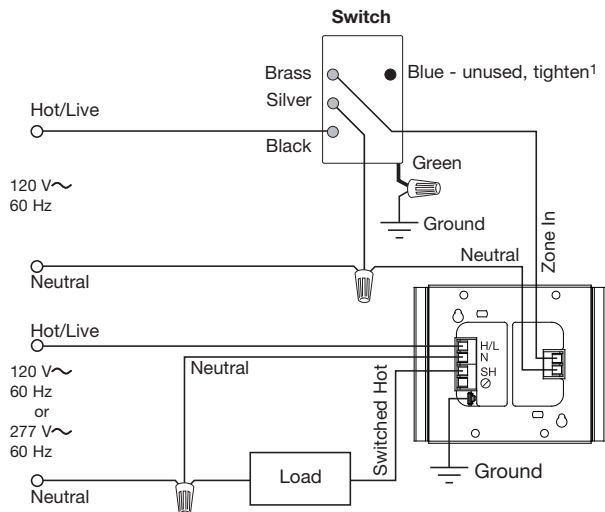 Switch
Brass
Blue - unused, tighten1
Silver
Hot/Live
Black
Green
120 V~
60 Hz
Ground
Neutral
Zone In
Neutral
Hot/Live
H/L
Neutral
N
120 V~
60 Hz
or
277 V~
60 Hz
SH
Switched Hot
Load
Ground
Neutral